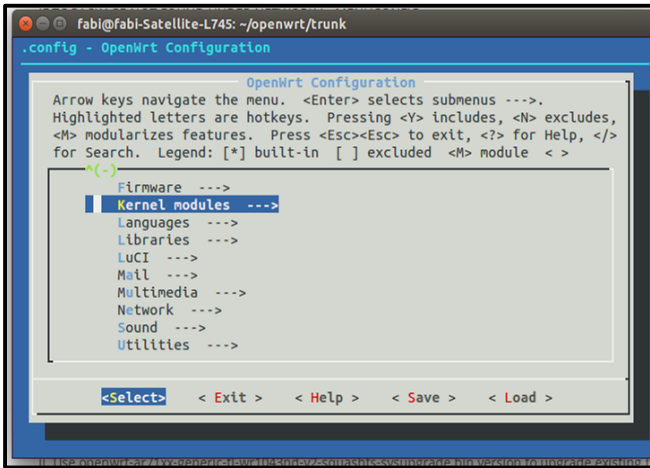 fabi@fabi-Satellite-L745: ~/openwrt/trunk
.config - OpenWrt Configuration
OpenWrt Configuration
Arrow keys navigate the menu.  <Enter> selects submenus --->.
Highlighted letters are hotkeys.  Pressing <Y> includes, <N> excludes,
<M> modularizes features.  Press <Esc><Esc> to exit, <?> for Help, </>
for Search.  Legend: [*] built-in  [ ] excluded  <M> module  < >
^(-)
Firmware  --->
Kernel modules  --->
Languages  --->
Libraries  --->
LuCI  --->
Mail  --->
Multimedia  --->
Network  --->
Sound  --->
Utilities  --->
<Select>    < Exit >    < Help >    < Save >    < Load >